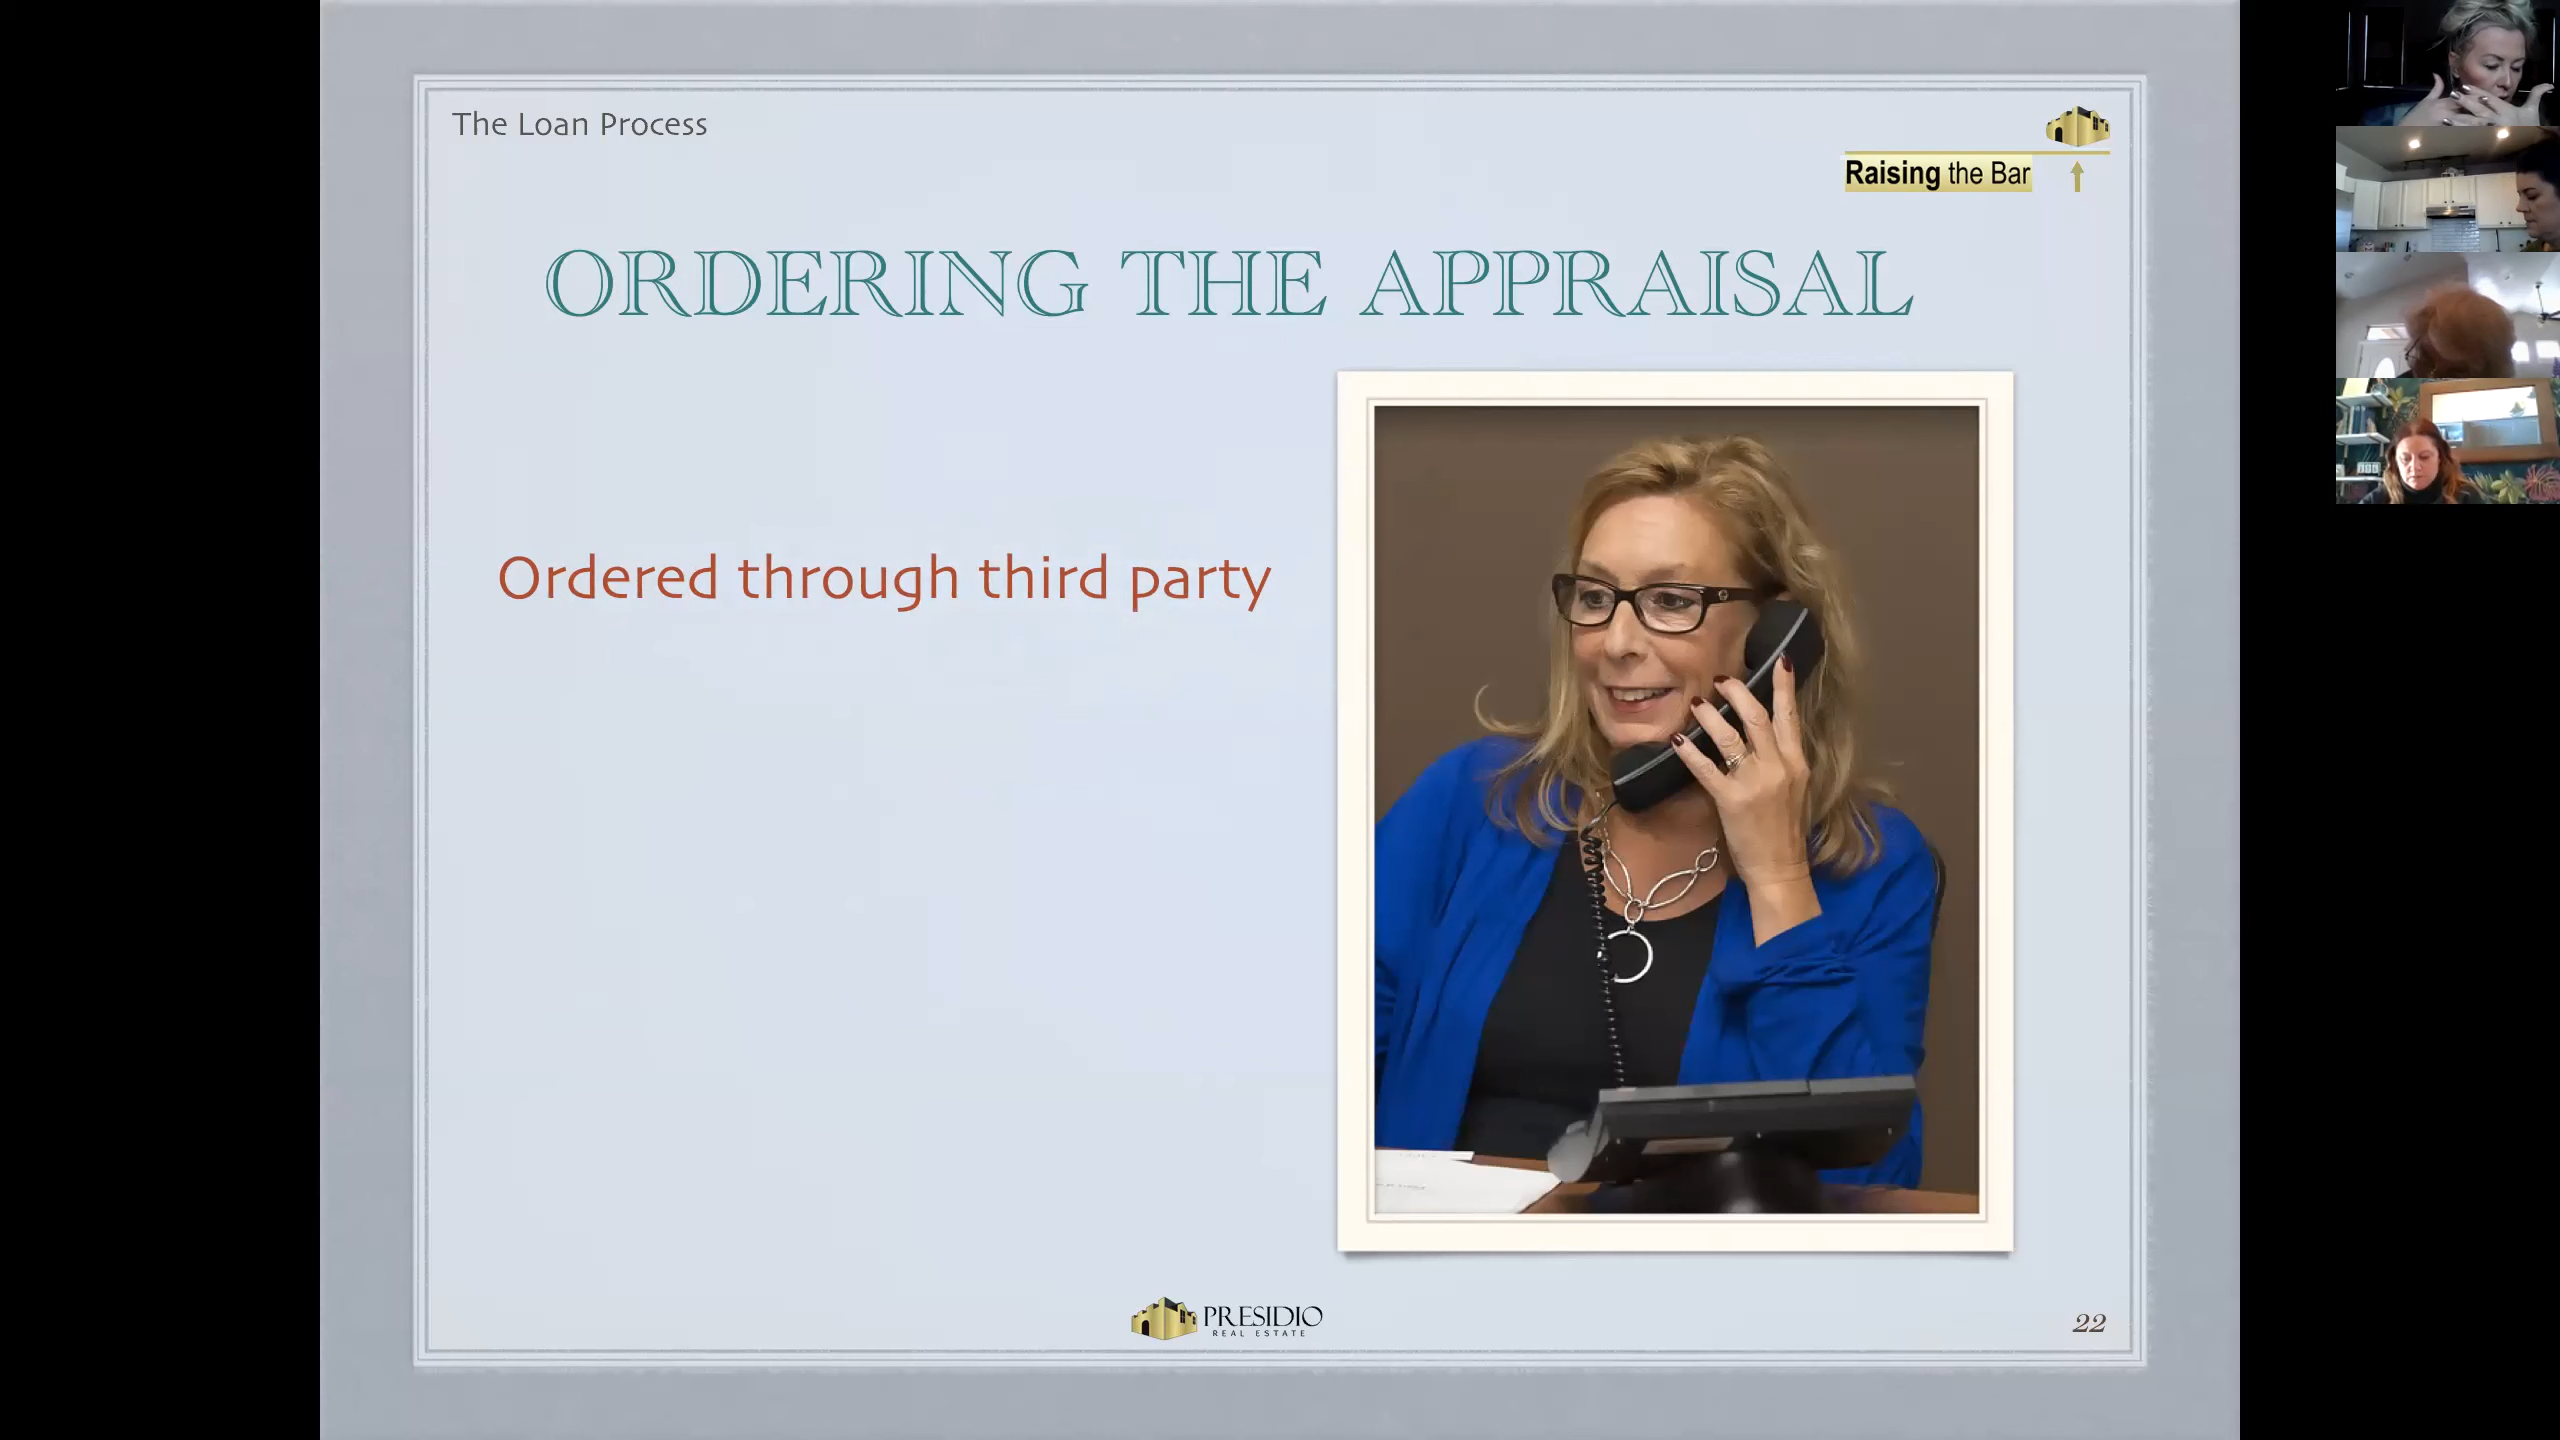 The Loan Process
Raising the Bar
ORDERING THE APPRAISAL
Ordered through third party
PRESIDIO
REAL ESTATE
22